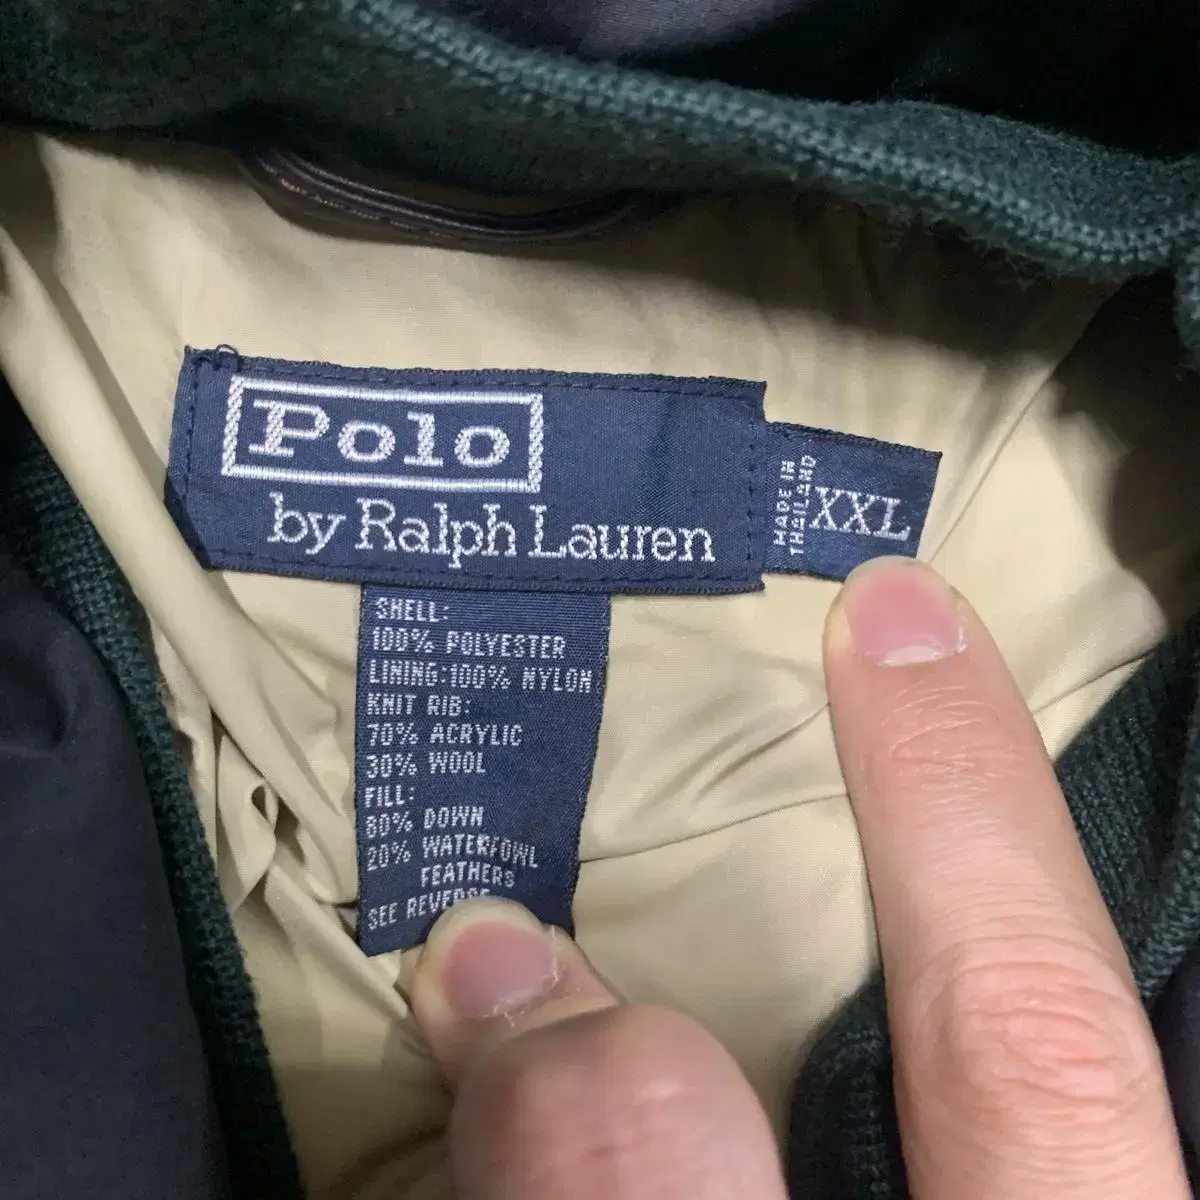 Polo
by Ralph Lauren
MADE IN
THAILAND
XXL
SHELL:
100% POLYESTER
LINING:100% NYLON
KNIT RIB:
70% ACRYLIC
30% WOOL
FILL:
80% DOWN
20% WATERFOWL
FEATHERS
SEE REVERSE